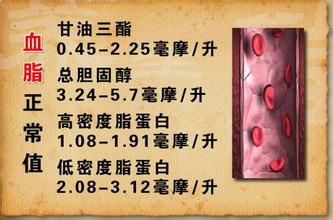 血脂正常值
甘油三酯
0.45-2.25毫摩/升
总胆固醇
3.24-5.7毫摩/升
高密度脂蛋白
1.08-1.91毫摩/升
低密度脂蛋白
2.08-3.12毫摩/升